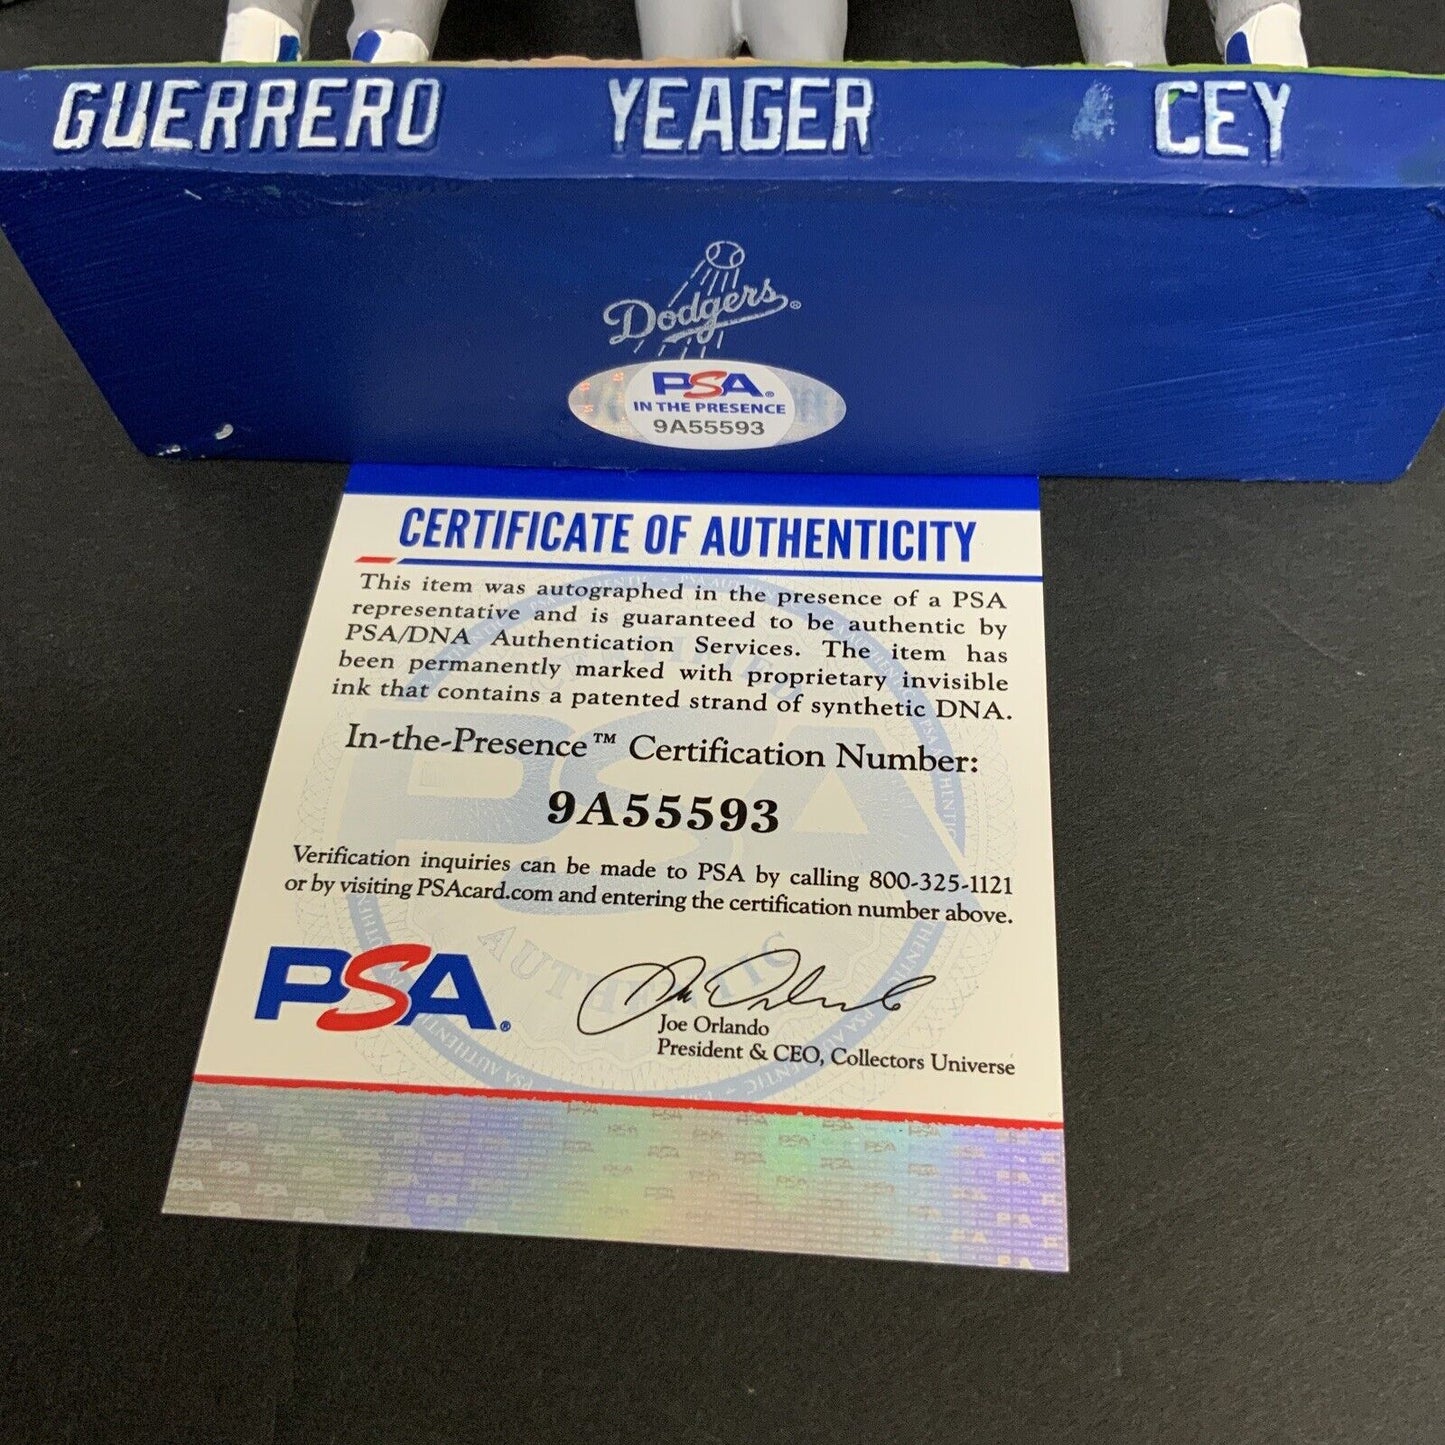 GUERRERO YEAGER CEY
Dodgers®
PSA®
IN THE PRESENCE
9A55593
CERTIFICATE OF AUTHENTICITY
This item was autographed in the presence of a PSA
representative and is guaranteed to be authentic by
PSA/DNA Authentication Services. The item has
been permanently marked with proprietary invisible
ink that contains a patented strand of synthetic DNA.
In-the-Presence™ Certification Number:
9A55593
Verification inquiries can be made to PSA by calling 800-325-1121
or by visiting PSAcard.com and entering the certification number above.
PSA®
Joe Orlando
President & CEO, Collectors Universe